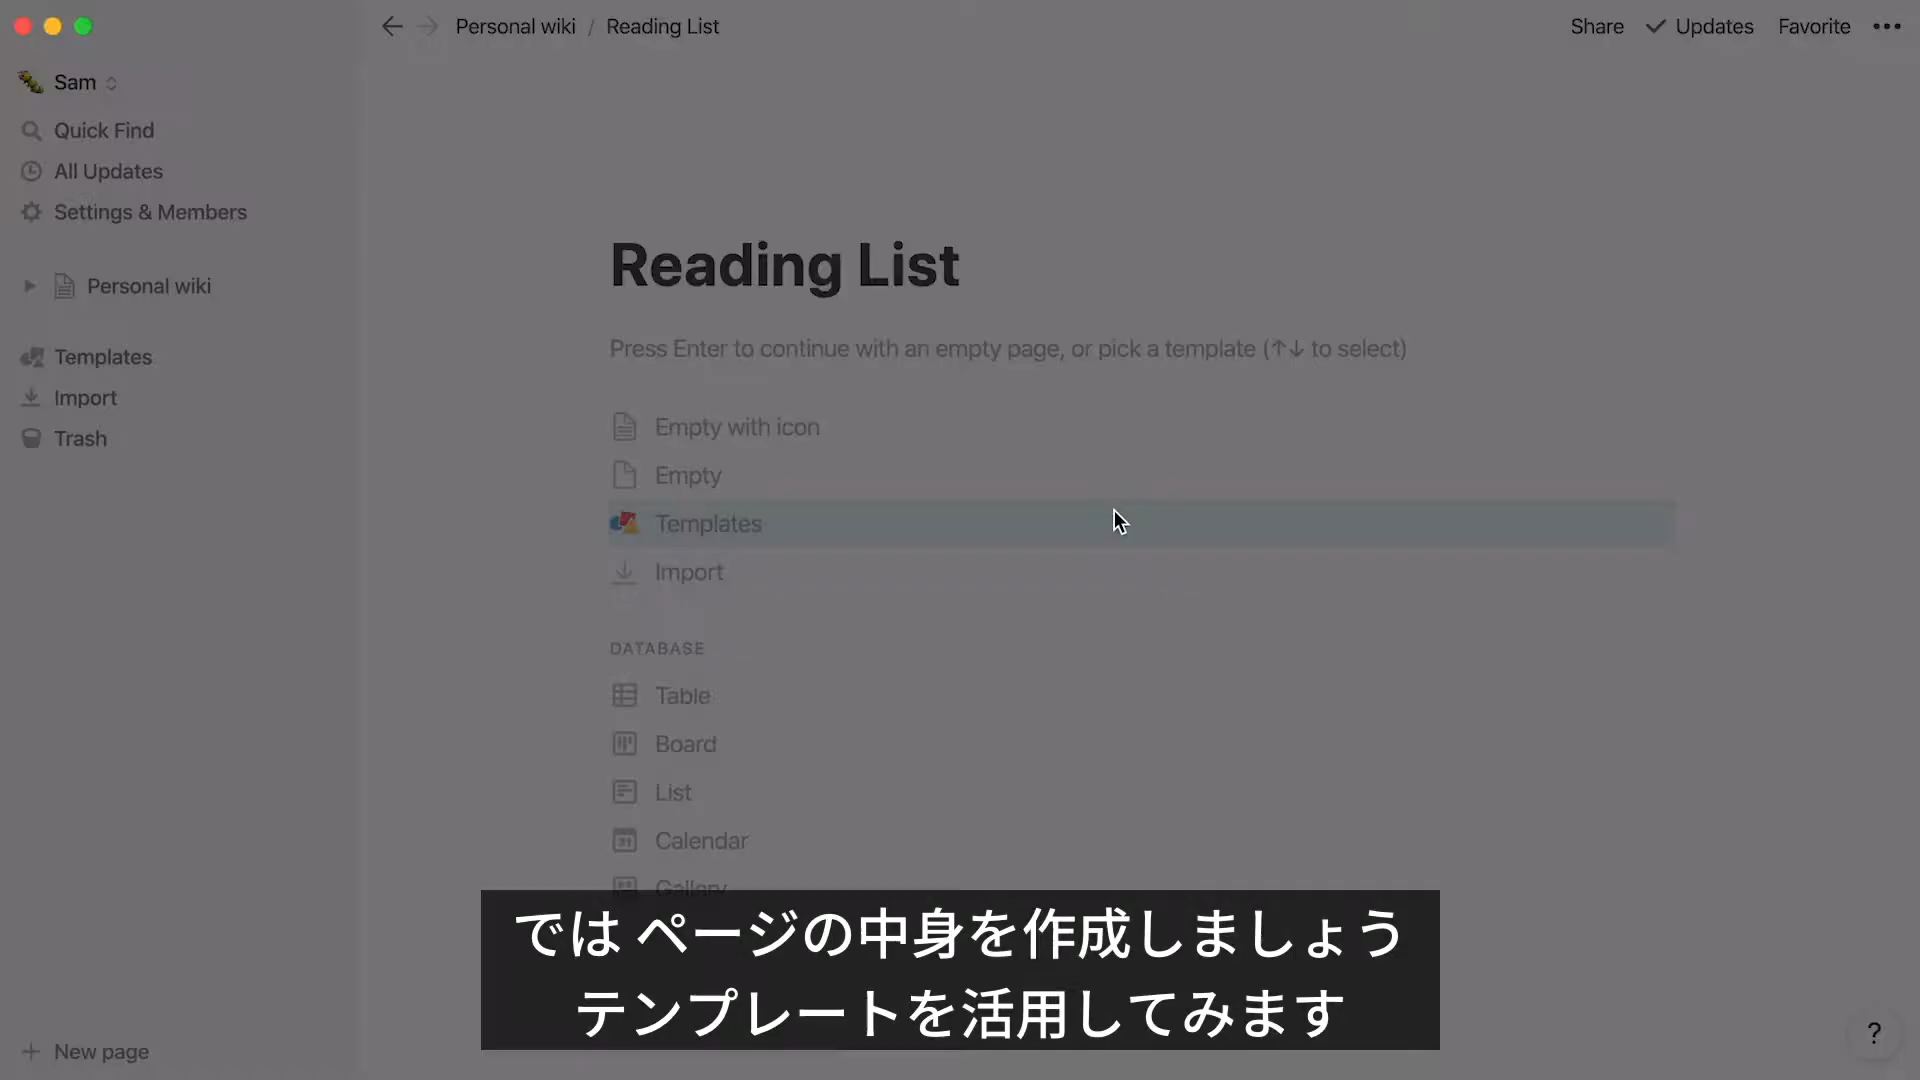 Personal wiki / Reading List
Share ✓ Updates Favorite •••
Sam
Quick Find
All Updates
Settings & Members
Personal wiki
Templates
Import
Trash
New page
Reading List
Press Enter to continue with an empty page, or pick a template (↑↓ to select)
Empty with icon
Empty
Templates
Import
DATABASE
Table
Board
List
Calendar
Gallery
では ページの中身を作成しましょう
テンプレートを活用してみます
?